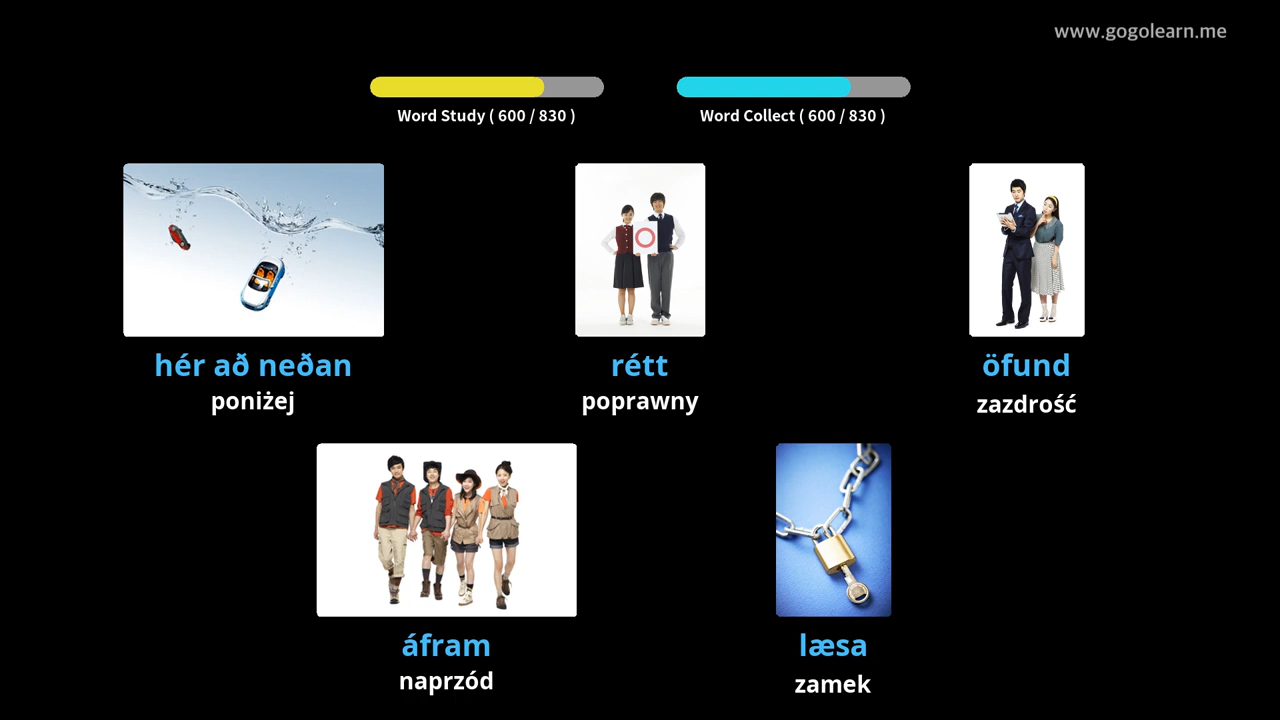 www.gogolearn.me
Word Study ( 600 / 830 )
Word Collect ( 600 / 830 )
hér að neðan
poniżej
rétt
poprawny
öfund
zazdrość
áfram
naprzód
læsa
zamek